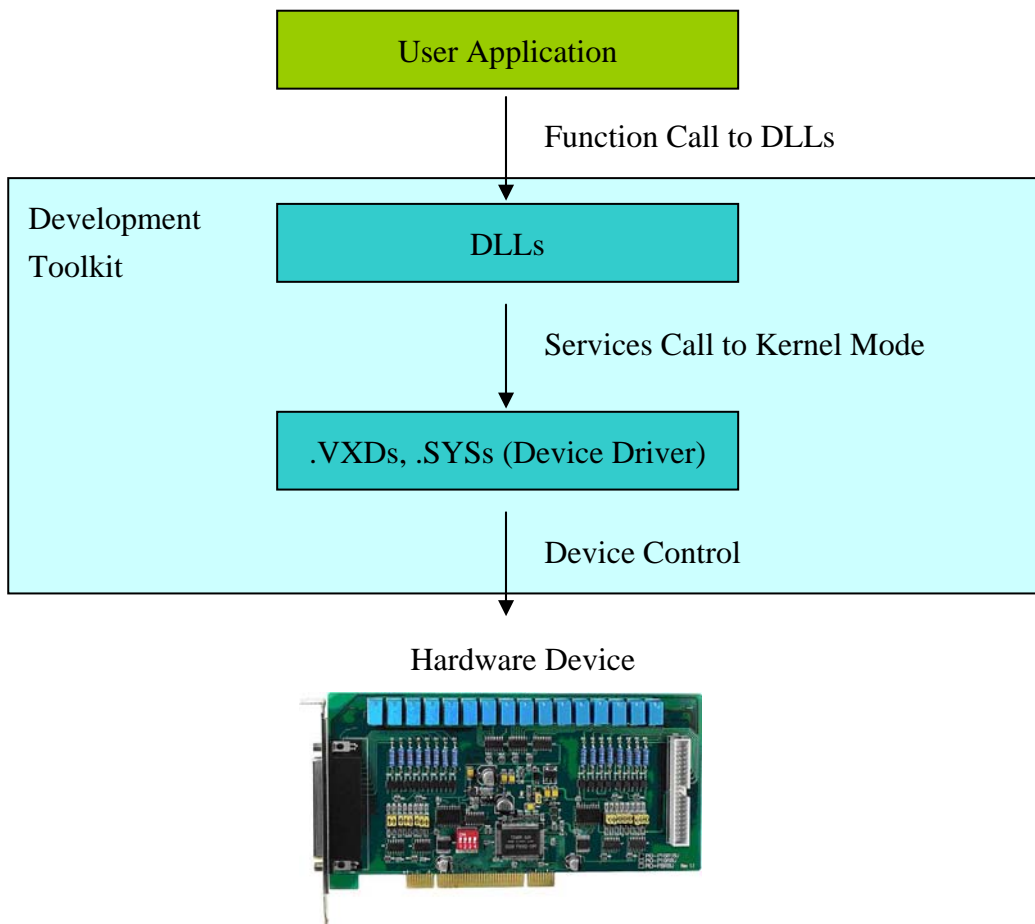 User Application
Function Call to DLLs
Development
Toolkit
DLLs
Services Call to Kernel Mode
.VXDs, .SYSs (Device Driver)
Device Control
Hardware Device